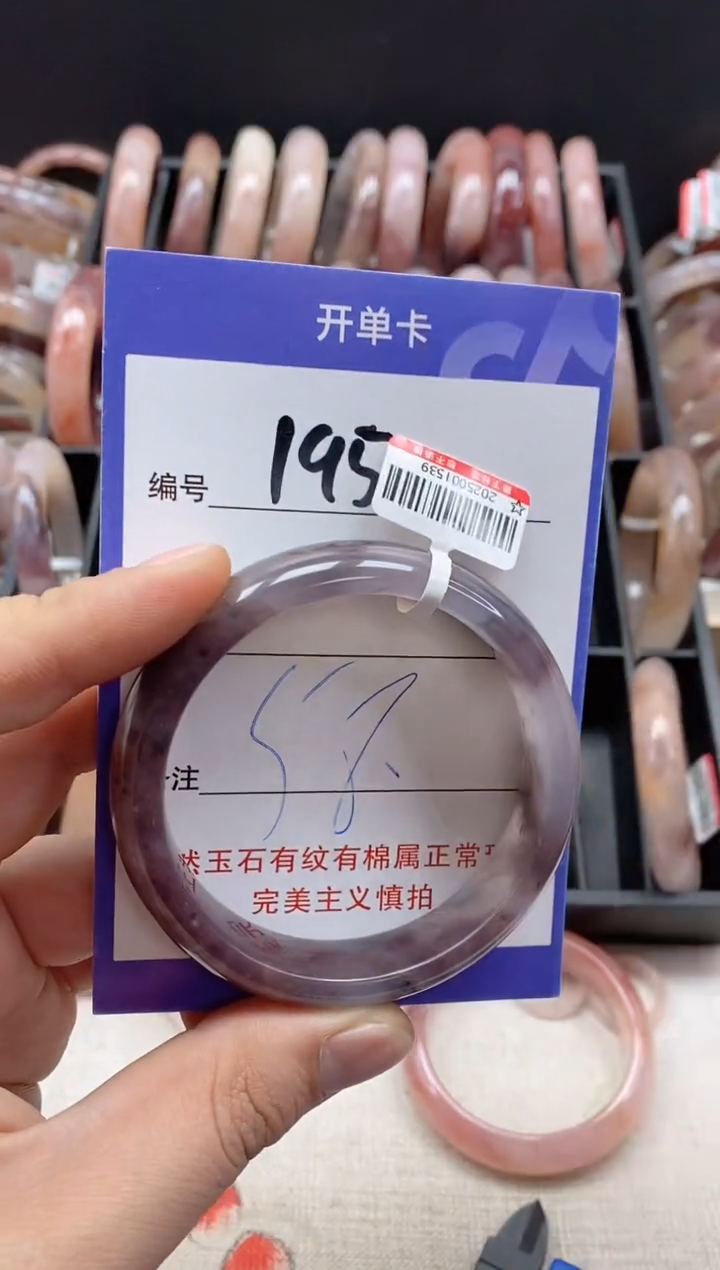 开单卡
编号 195
2025001539
注
然玉石有纹有棉属正常
完美主义慎拍